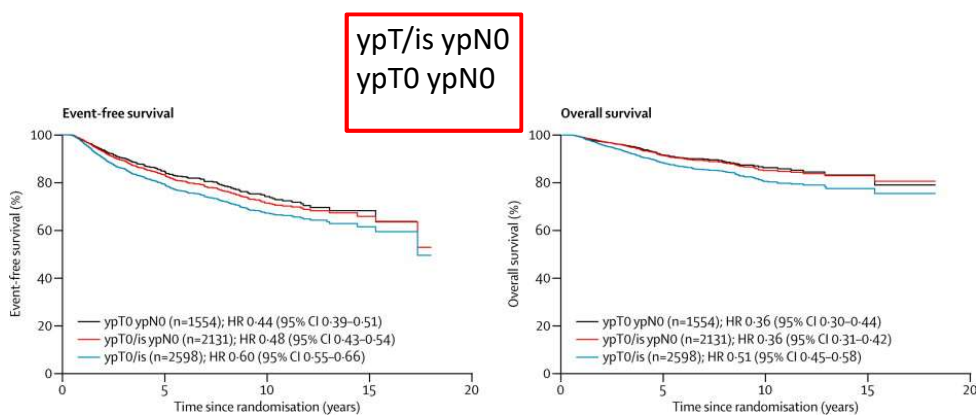 ypT/is ypN0
ypT0 ypN0
Event-free survival
Overall survival
100
80
60
40
20
0
Event-free survival (%)
ypT0 ypN0 (n=1554); HR 0·44 (95% CI 0·39–0·51)
ypT0/is ypN0 (n=2131); HR 0·48 (95% CI 0·43–0·54)
ypT0/is (n=2598); HR 0·60 (95% CI 0·55–0·66)
0 5 10 15 20
Time since randomisation (years)
100
80
60
40
20
0
Overall survival (%)
ypT0 ypN0 (n=1554); HR 0·36 (95% CI 0·30–0·44)
ypT0/is ypN0 (n=2131); HR 0·36 (95% CI 0·31–0·42)
ypT0/is (n=2598); HR 0·51 (95% CI 0·45–0·58)
0 5 10 15 20
Time since randomisation (years)